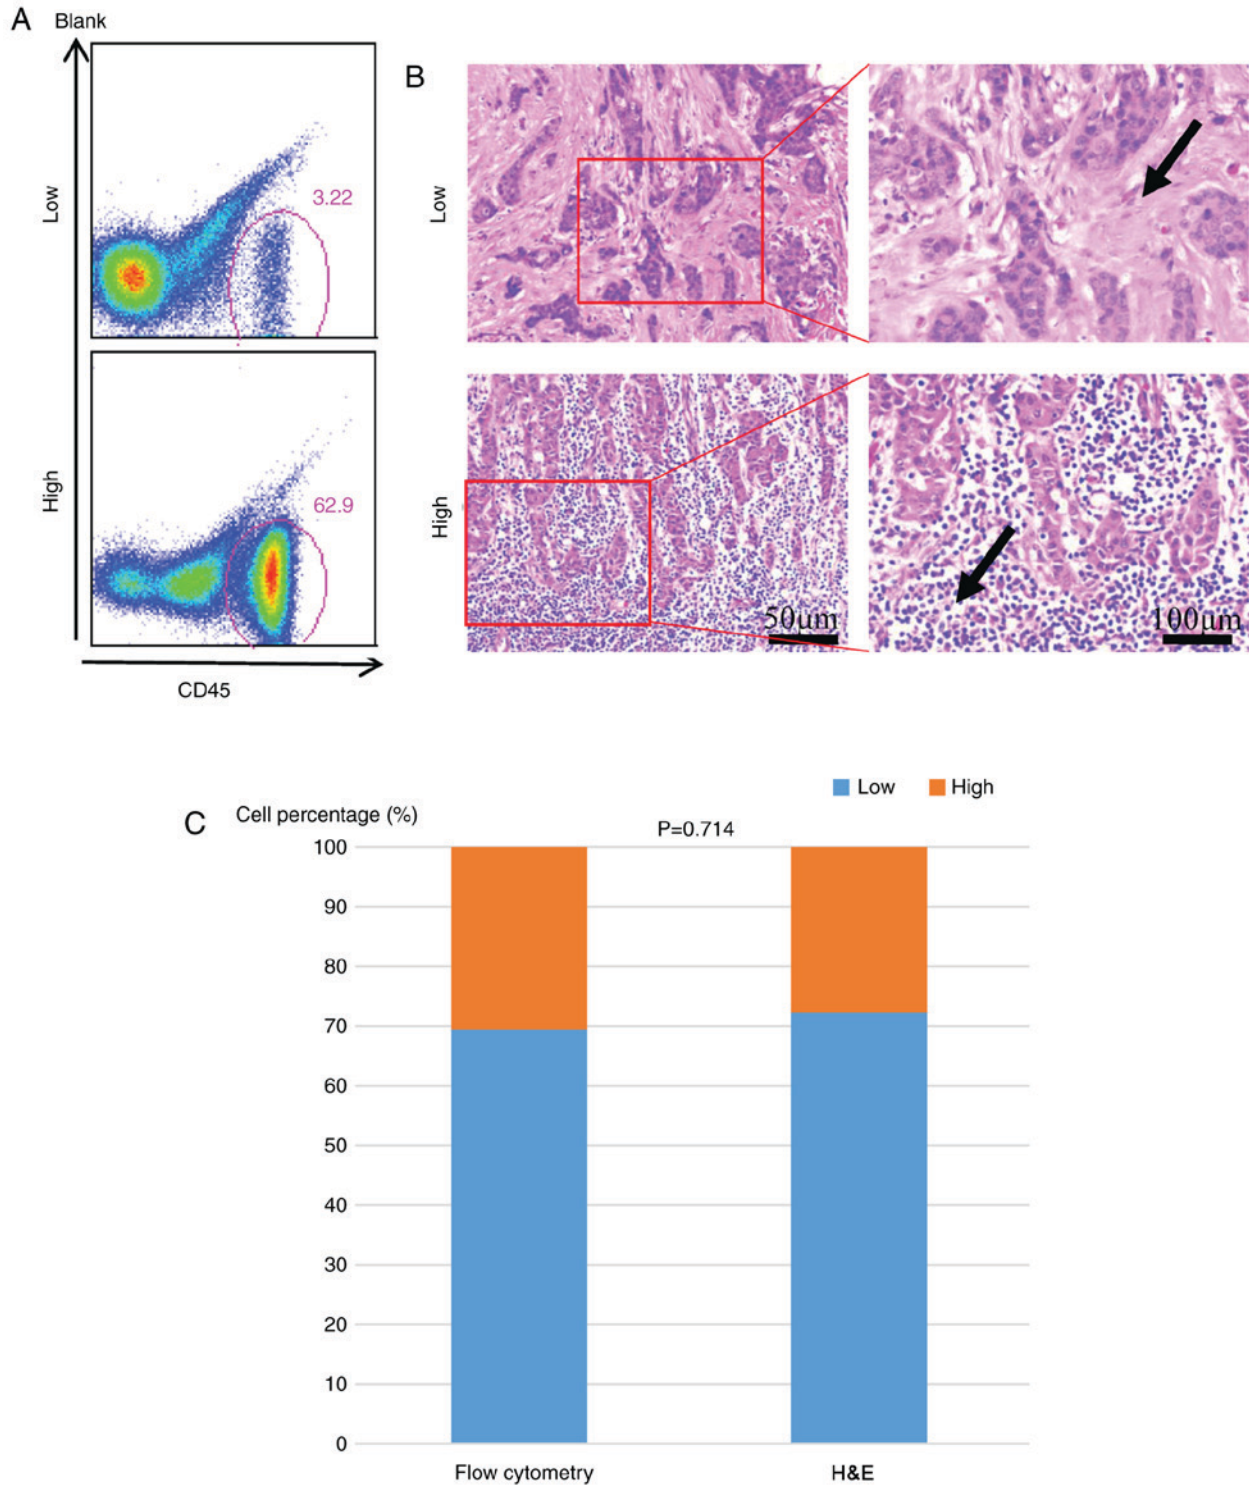 A
Blank
Low
3.22
High
62.9
CD45
B
Low
High
50µm
100µm
Low
High
C
Cell percentage (%)
P=0.714
100
90
80
70
60
50
40
30
20
10
0
Flow cytometry
H&E